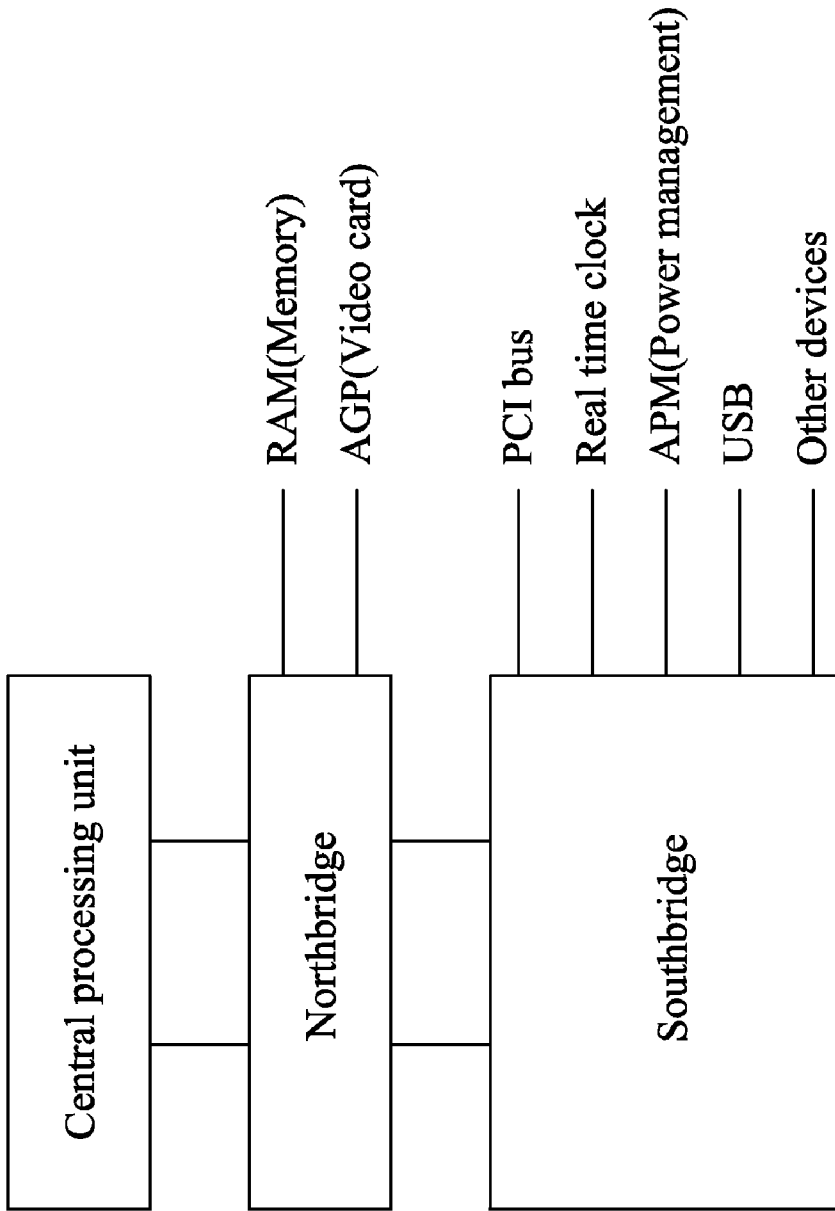 Central processing unit
Northbridge
RAM(Memory)
AGP(Video card)
Southbridge
PCI bus
Real time clock
APM(Power management)
USB
Other devices